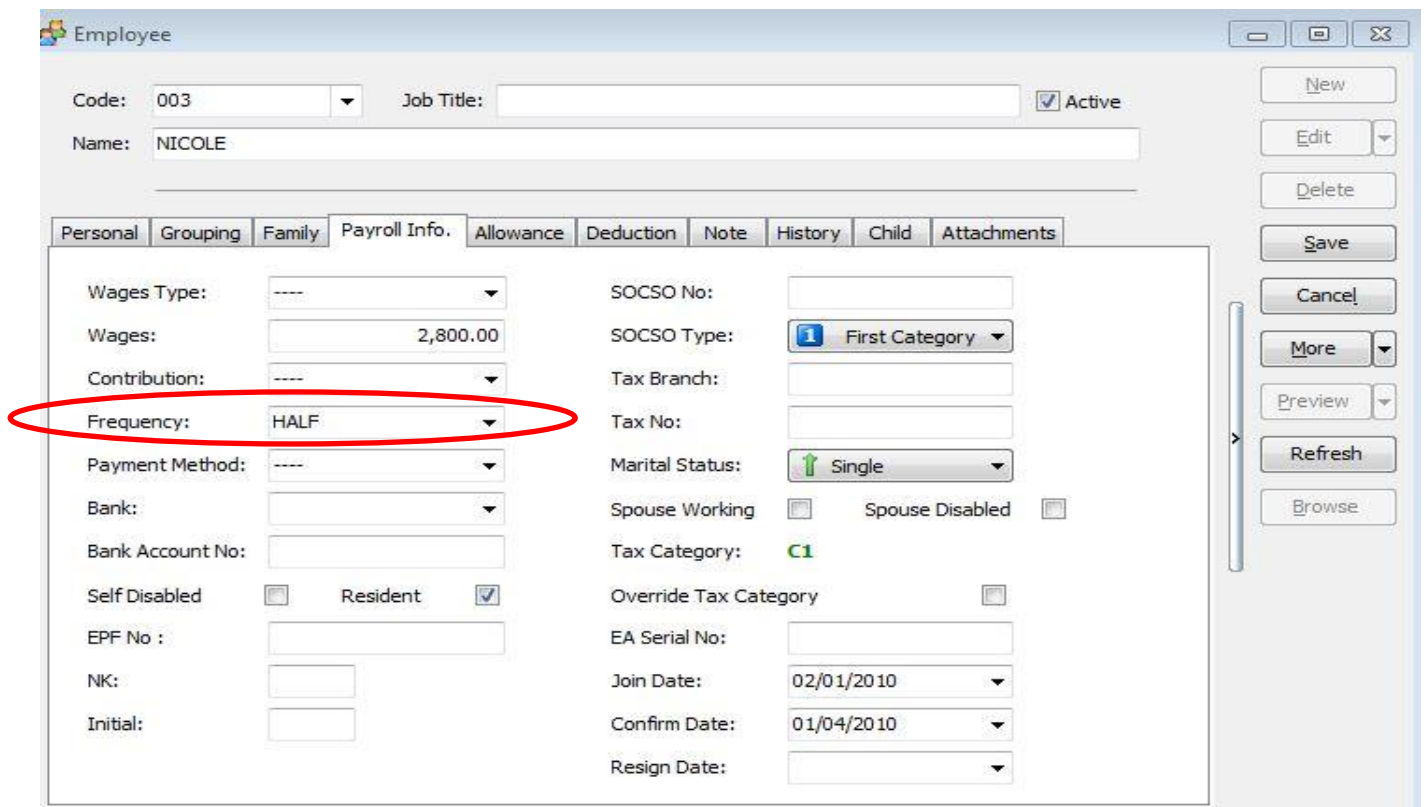 Employee
Code: 003 Job Title: Active
Name: NICOLE
New
Edit
Delete
Save
Cancel
More
Preview
Refresh
Browse
Personal Grouping Family Payroll Info. Allowance Deduction Note History Child Attachments
Wages Type: ---- SOCSO No:
Wages: 2,800.00 SOCSO Type: 1 First Category
Contribution: ---- Tax Branch:
Frequency: HALF Tax No:
Payment Method: ---- Marital Status: Single
Bank: Spouse Working Spouse Disabled
Bank Account No: Tax Category: C1
Self Disabled Resident Override Tax Category
EPF No : EA Serial No:
NK: Join Date: 02/01/2010
Initial: Confirm Date: 01/04/2010
Resign Date: